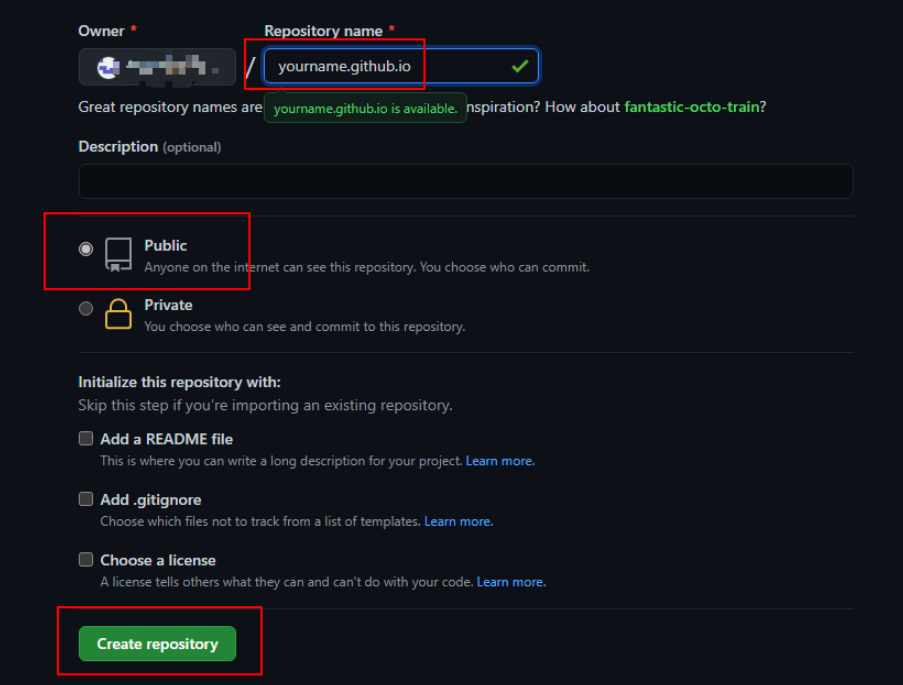 Owner * Repository name *
/ yourname.github.io
Great repository names are yourname.github.io is available. nspiration? How about fantastic-octo-train?
Description (optional)
Public
Anyone on the internet can see this repository. You choose who can commit.
Private
You choose who can see and commit to this repository.
Initialize this repository with:
Skip this step if you're importing an existing repository.
Add a README file
This is where you can write a long description for your project. Learn more.
Add .gitignore
Choose which files not to track from a list of templates. Learn more.
Choose a license
A license tells others what they can and can't do with your code. Learn more.
Create repository